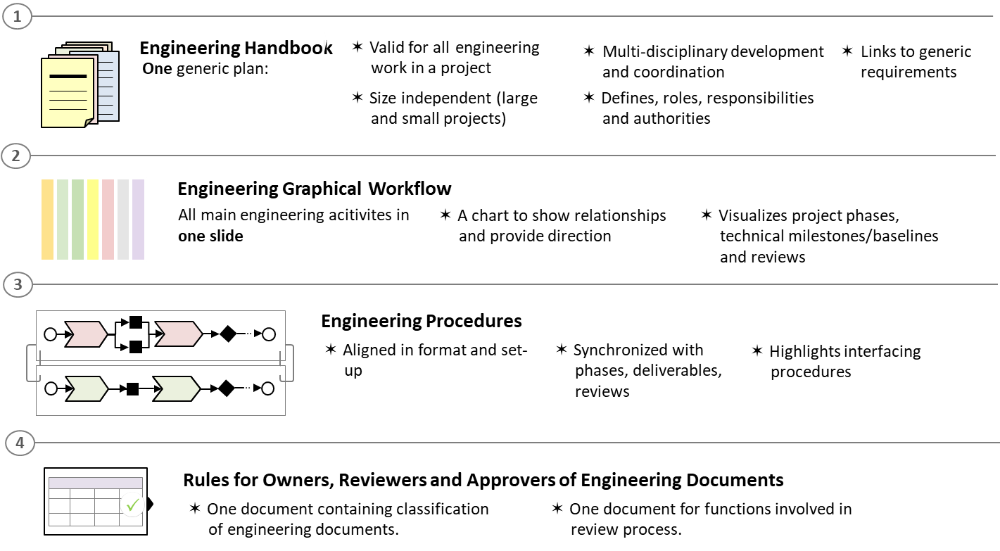 1
Engineering Handbook
One generic plan:
✶ Valid for all engineering
work in a project
✶ Size independent (large
and small projects)
✶ Multi-disciplinary development
and coordination
✶ Defines, roles, responsibilities
and authorities
✶ Links to generic
requirements
2
Engineering Graphical Workflow
All main engineering acitivites in
one slide
✶ A chart to show relationships
and provide direction
✶ Visualizes project phases,
technical milestones/baselines
and reviews
3
Engineering Procedures
✶ Aligned in format and set-
up
✶ Synchronized with
phases, deliverables,
reviews
✶ Highlights interfacing
procedures
4
Rules for Owners, Reviewers and Approvers of Engineering Documents
✶ One document containing classification
of engineering documents.
✶ One document for functions involved in
review process.